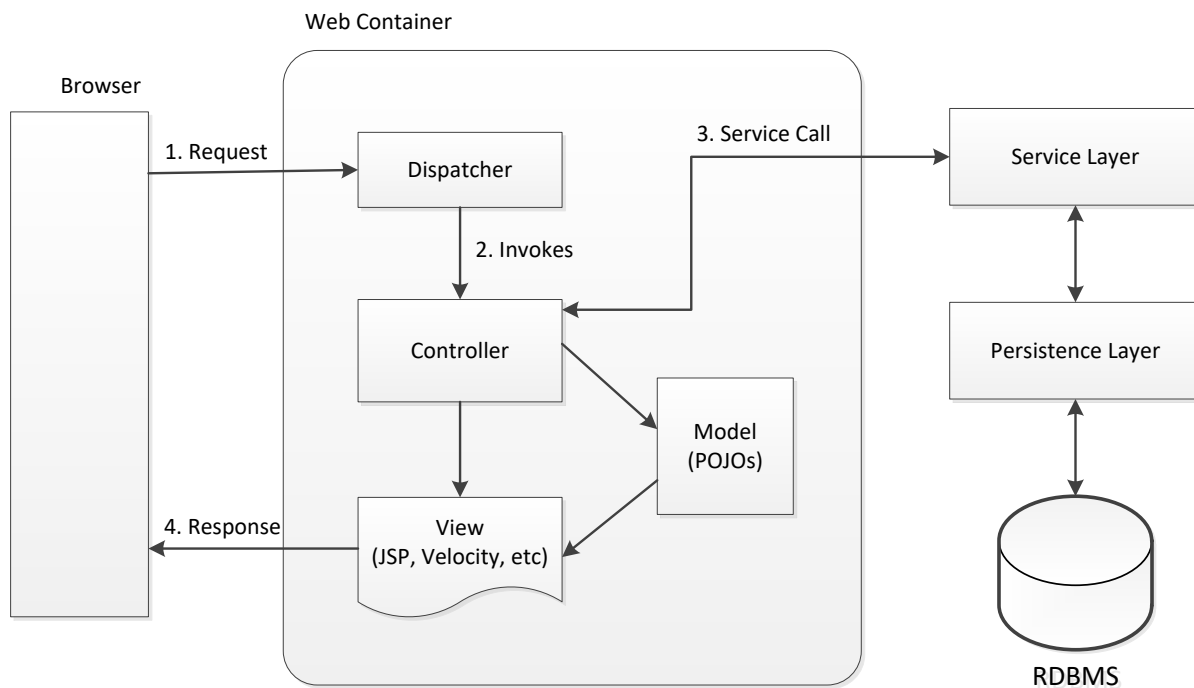 Web Container
Browser
1. Request
Dispatcher
3. Service Call
Service Layer
2. Invokes
Controller
Persistence Layer
Model
(POJOs)
4. Response
View
(JSP, Velocity, etc)
RDBMS